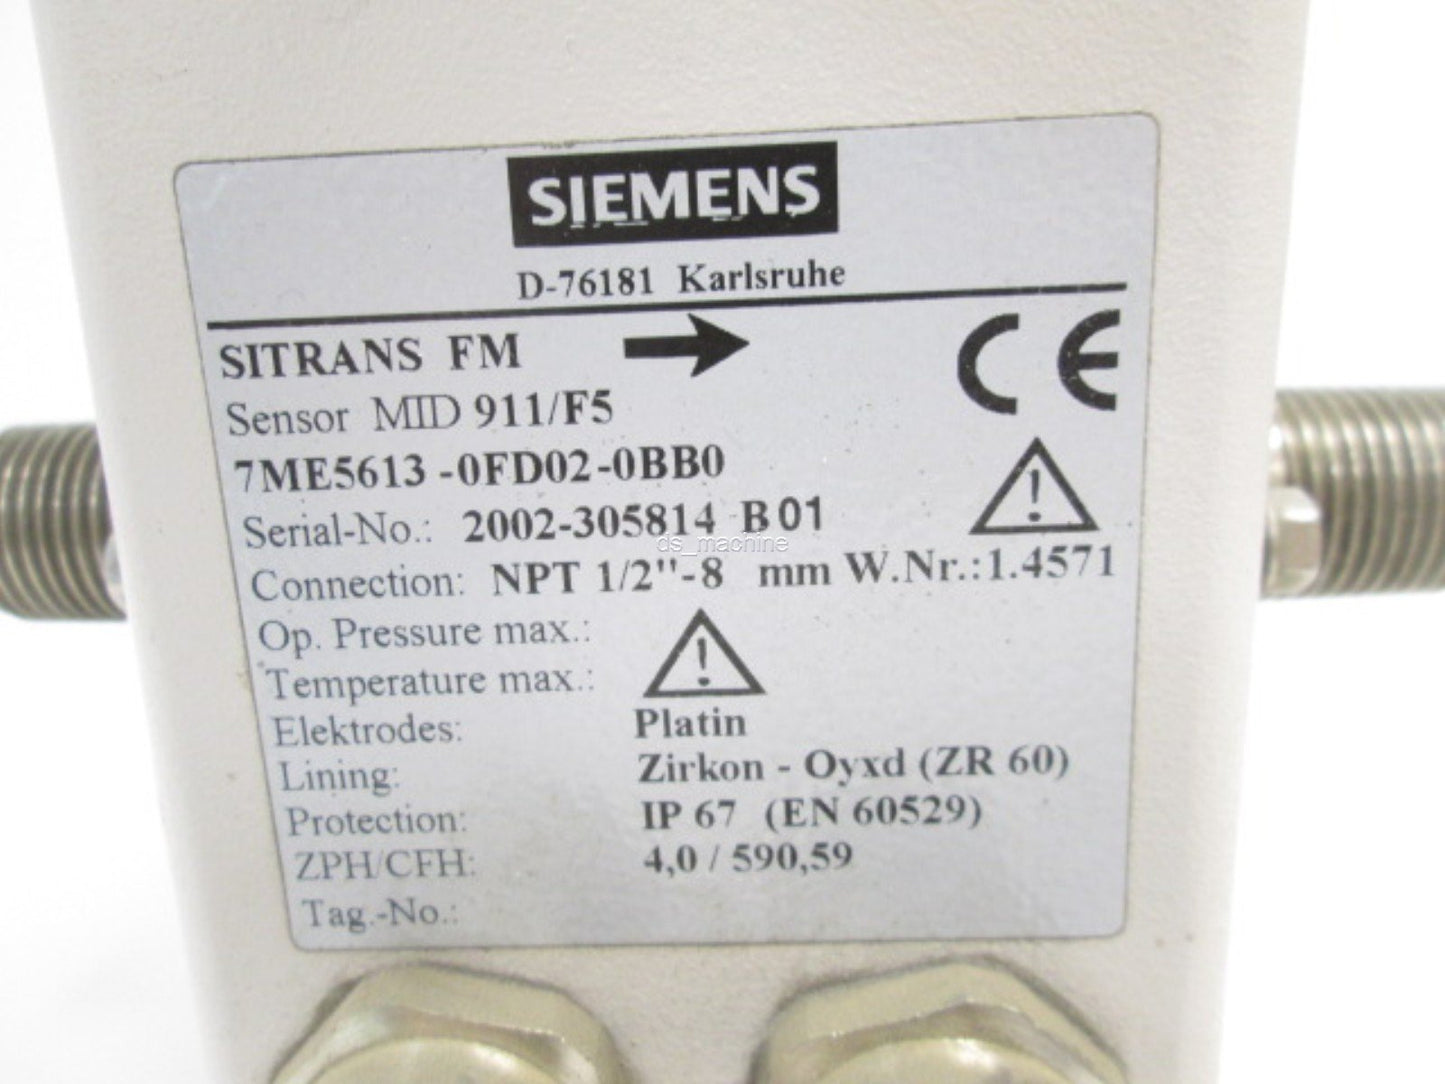 SIEMENS
D-76181 Karlsruhe
SITRANS FM
CE
Sensor MID 911/F5
7ME5613-0FD02-0BB0
Serial-No.: 2002-305814 B 01
ds_machine
Connection: NPT 1/2"-8 mm W.Nr.:1.4571
Op. Pressure max.:
Temperature max.:
Elektrodes: Platin
Lining: Zirkon - Oyxd (ZR 60)
Protection: IP 67 (EN 60529)
ZPH/CFH: 4,0 / 590,59
Tag.-No.: